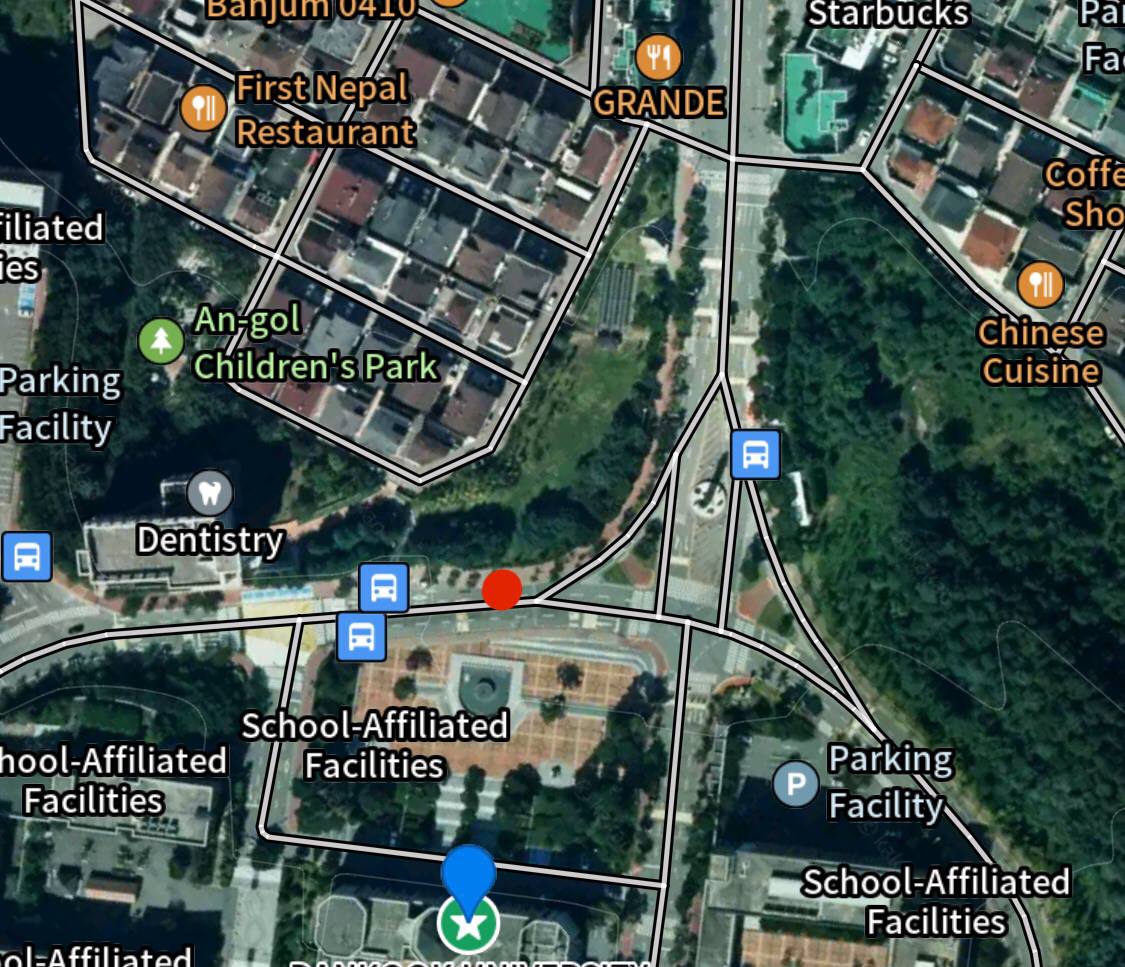 Banjum 0410
Starbucks
First Nepal
Restaurant
GRANDE
Coffe
Sho
filiated
ies
An-gol
Children's Park
Chinese
Cuisine
Parking
Facility
Dentistry
School-Affiliated
Facilities
hool-Affiliated
Facilities
P
Parking
Facility
School-Affiliated
Facilities
ool-Affiliated